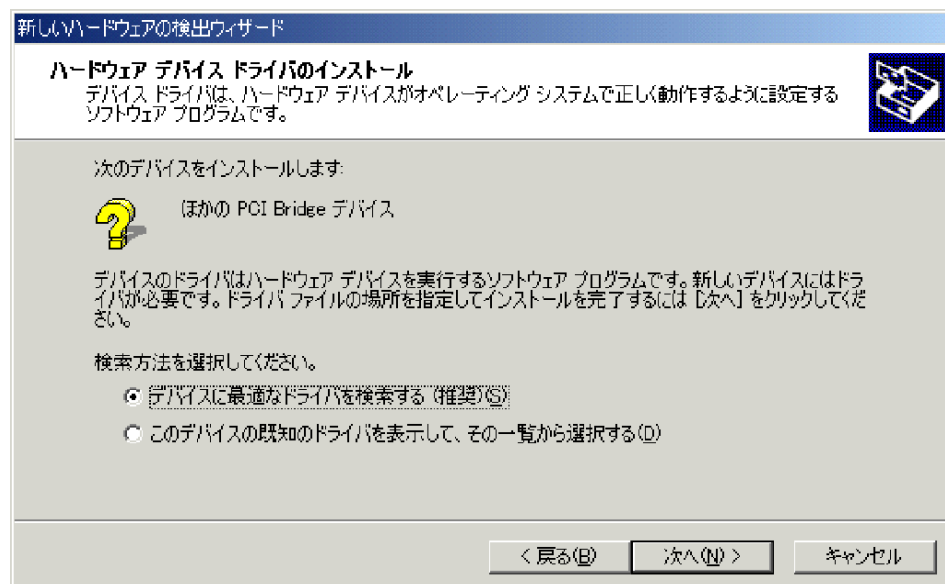 新しいハードウェアの検出ウィザード
ハードウェア デバイス ドライバのインストール
デバイス ドライバは、ハードウェア デバイスがオペレーティング システムで正しく動作するように設定する
ソフトウェア プログラムです。
次のデバイスをインストールします:
ほかの PCI Bridge デバイス
デバイスのドライバはハードウェア デバイスを実行するソフトウェア プログラムです。新しいデバイスにはドラ
イバが必要です。ドライバ ファイルの場所を指定してインストールを完了するには [次へ] をクリックしてくだ
さい。
検索方法を選択してください。
デバイスに最適なドライバを検索する (推奨)(S)
このデバイスの既知のドライバを表示して、その一覧から選択する(D)
< 戻る(B)
次へ(N) >
キャンセル